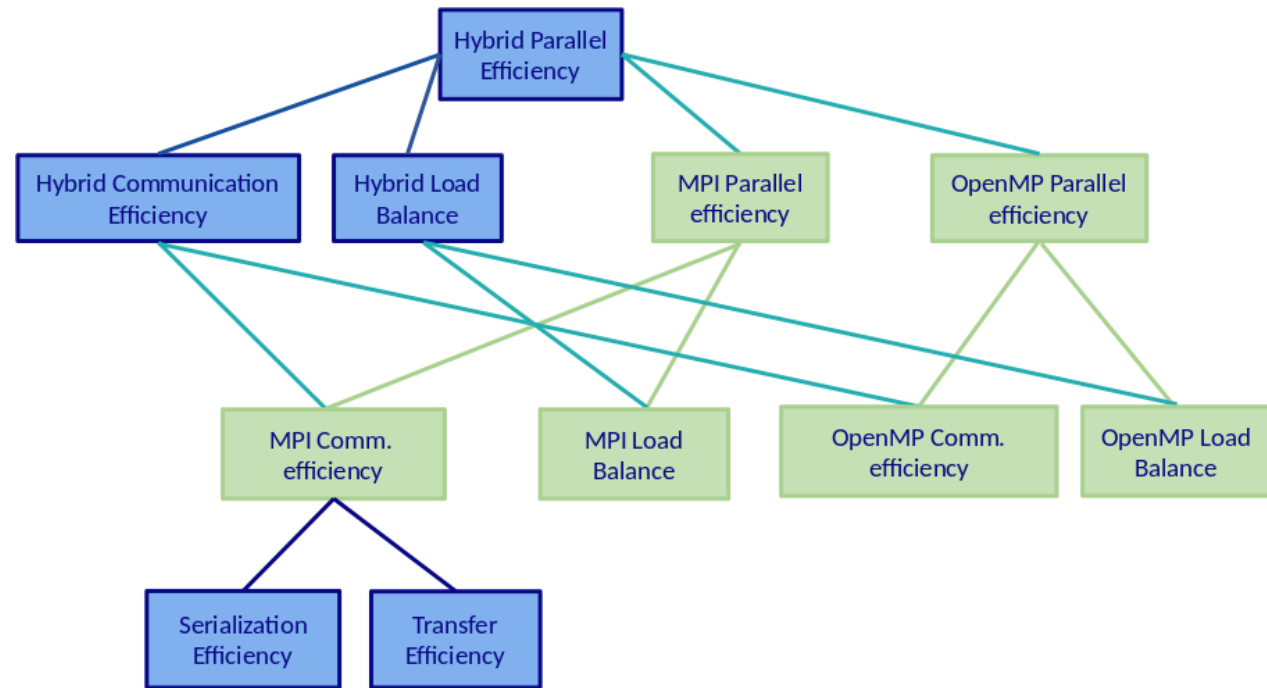 Hybrid Parallel
Efficiency
Hybrid Communication
Efficiency
Hybrid Load
Balance
MPI Parallel
efficiency
OpenMP Parallel
efficiency
MPI Comm.
efficiency
MPI Load
Balance
OpenMP Comm.
efficiency
OpenMP Load
Balance
Serialization
Efficiency
Transfer
Efficiency